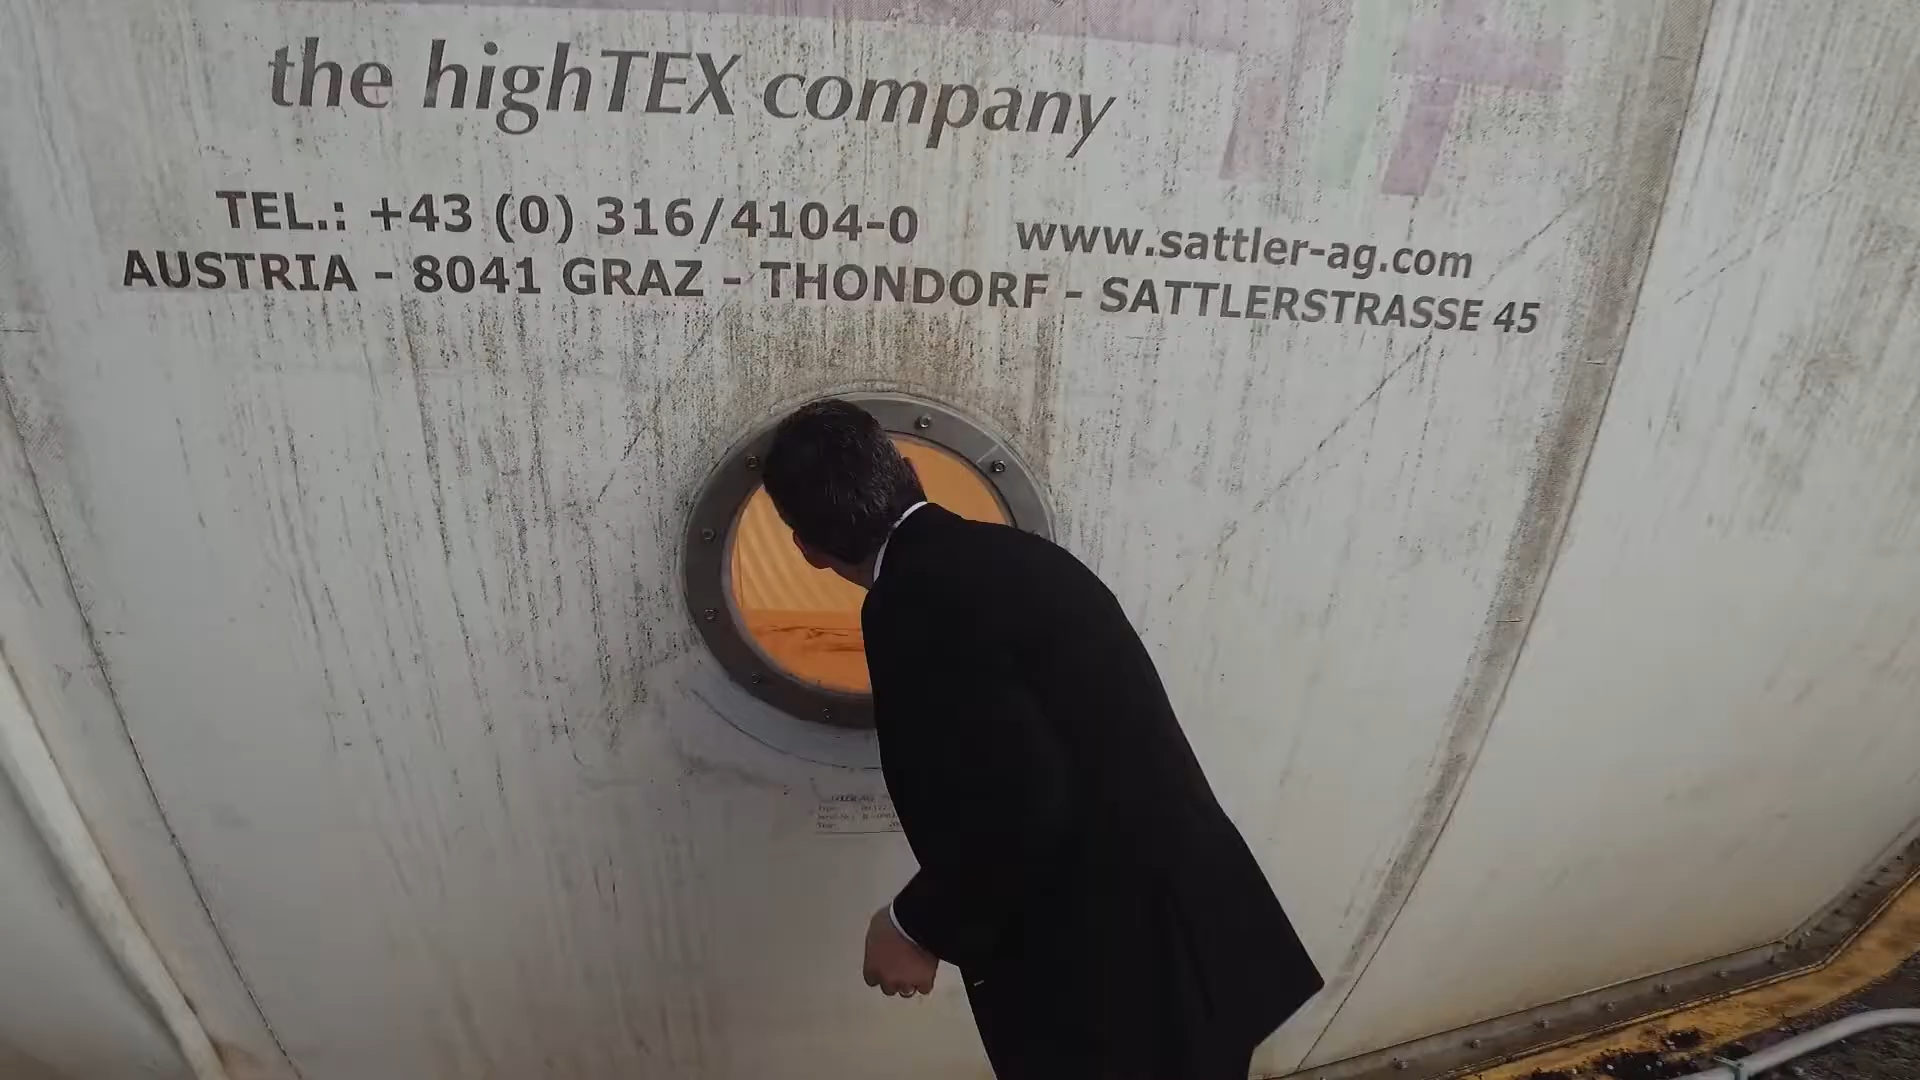 the highTEX company
TEL.: +43 (0) 316/4104-0 www.sattler-ag.com
AUSTRIA - 8041 GRAZ - THONDORF - SATTLERSTRASSE 45